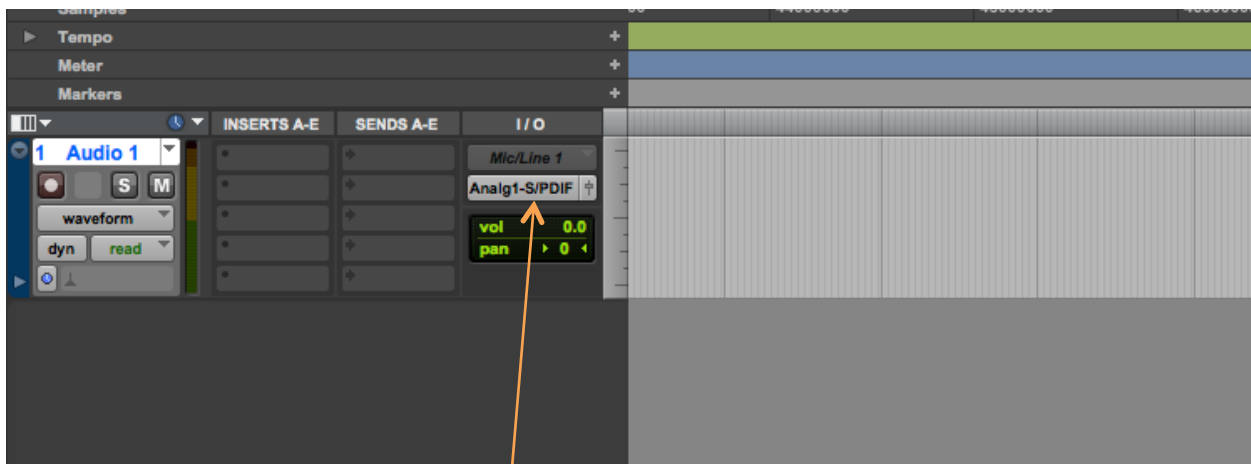 Samples
Tempo
Meter
Markers
INSERTS A-E SENDS A-E I / O
1 Audio 1
Mic/Line 1
S M
Analg1-S/PDIF
waveform
vol 0.0
dyn read
pan 0